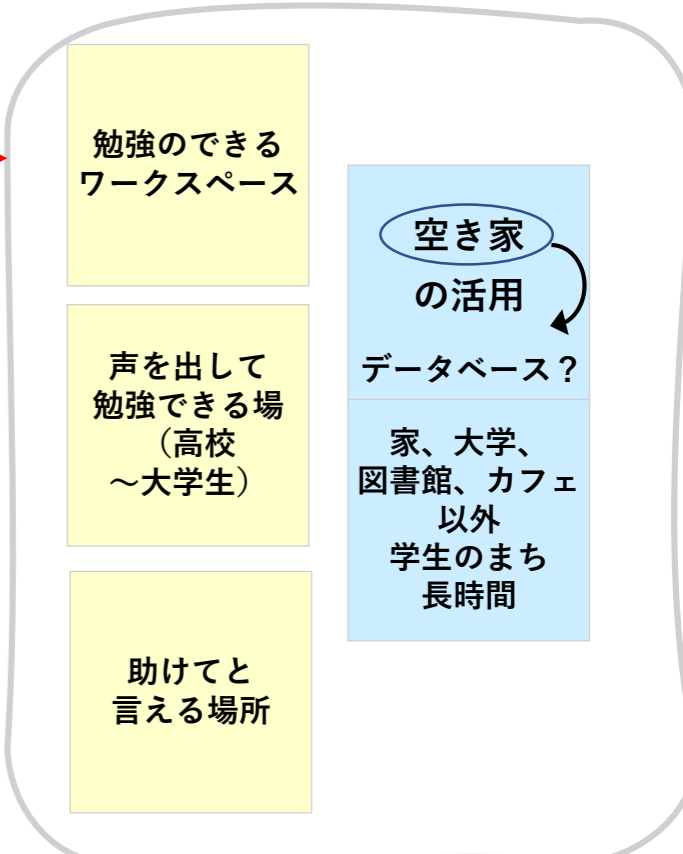 勉強のできる
ワークスペース
声を出して
勉強できる場
（高校
～大学生）
助けてと
言える場所
空き家
の活用
データベース？
家、大学、
図書館、カフェ
以外
学生のまち
長時間